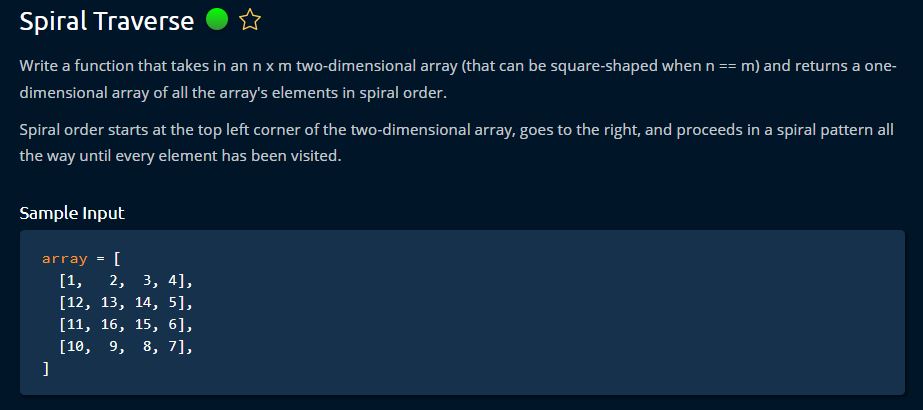 Spiral Traverse
Write a function that takes in an n x m two-dimensional array (that can be square-shaped when n == m) and returns a one-
dimensional array of all the array's elements in spiral order.
Spiral order starts at the top left corner of the two-dimensional array, goes to the right, and proceeds in a spiral pattern all
the way until every element has been visited.
Sample Input
array = [
  [1,   2,  3, 4],
  [12, 13, 14, 5],
  [11, 16, 15, 6],
  [10,  9,  8, 7],
]